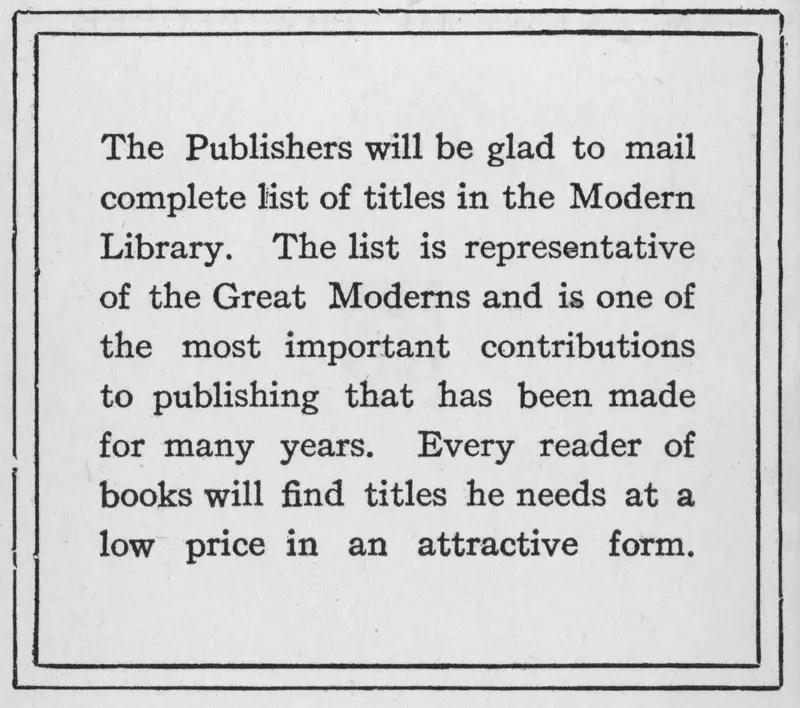 The Publishers will be glad to mail
complete list of titles in the Modern
Library. The list is representative
of the Great Moderns and is one of
the most important contributions
to publishing that has been made
for many years. Every reader of
books will find titles he needs at a
low price in an attractive form.